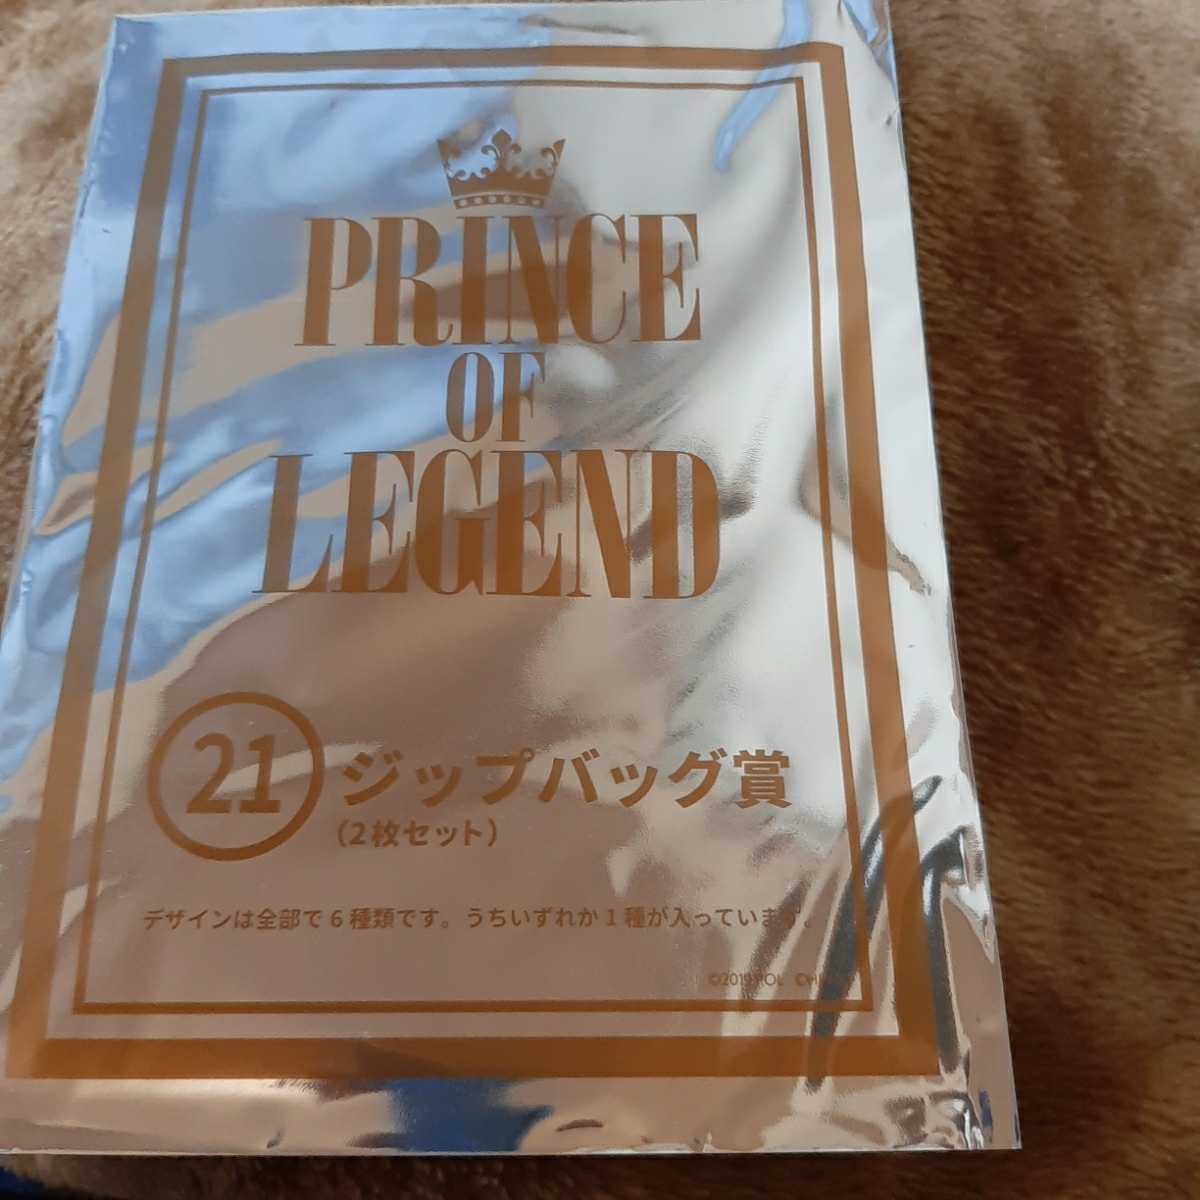 PRINCE
OF
LEGEND
21 ジップバッグ賞
(2枚セット)
デザインは全部で6種類です。うちいずれか1種が入っています。
©2019